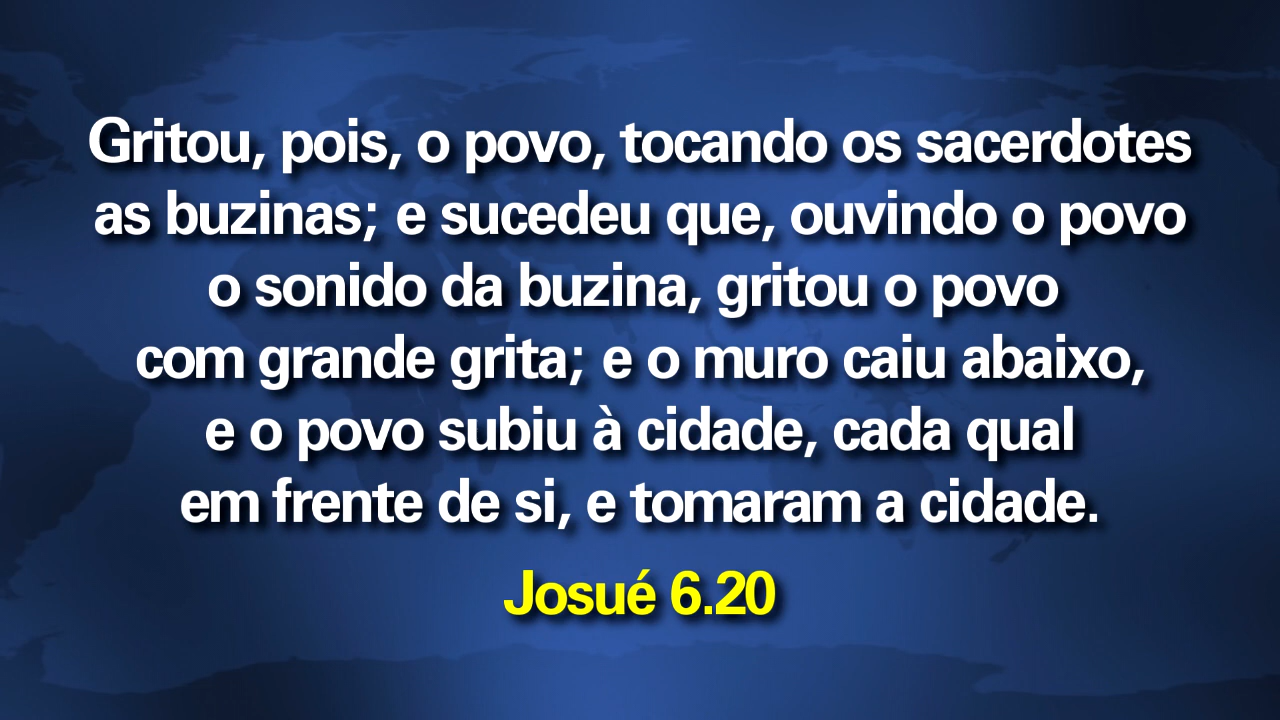 Gritou, pois, o povo, tocando os sacerdotes
as buzinas; e sucedeu que, ouvindo o povo
o sonido da buzina, gritou o povo
com grande grita; e o muro caiu abaixo,
e o povo subiu à cidade, cada qual
em frente de si, e tomaram a cidade.
Josué 6.20